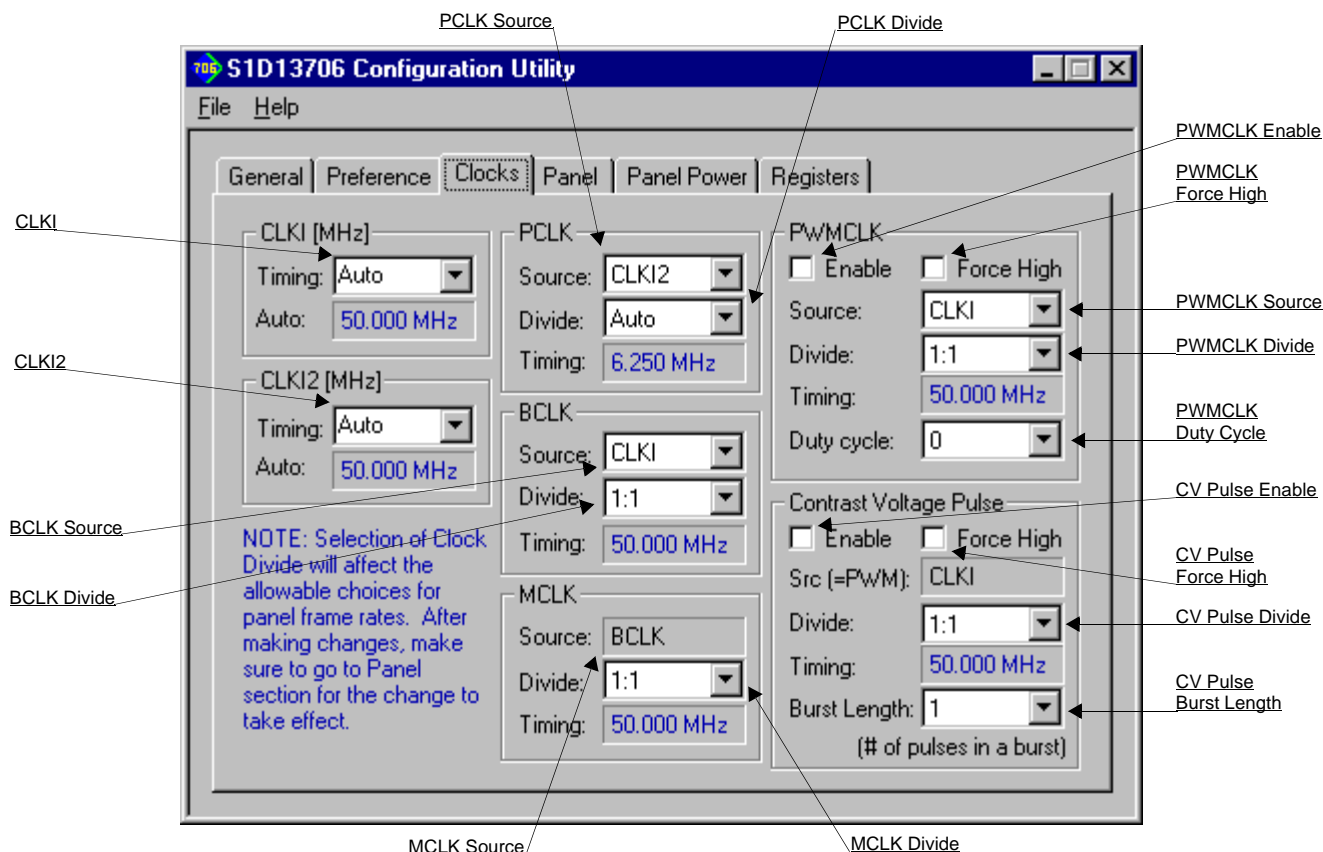 PCLK Source
PCLK Divide
706 S1D13706 Configuration Utility
File Help
General Preference Clocks Panel Panel Power Registers
CLKI
CLKI2
BCLK Source
BCLK Divide
CLKI [MHz]
Timing: Auto
Auto: 50.000 MHz
CLKI2 [MHz]
Timing: Auto
Auto: 50.000 MHz
NOTE: Selection of Clock
Divide will affect the
allowable choices for
panel frame rates. After
making changes, make
sure to go to Panel
section for the change to
take effect.
PCLK
Source: CLKI2
Divide: Auto
Timing: 6.250 MHz
BCLK
Source: CLKI
Divide: 1:1
Timing: 50.000 MHz
MCLK
Source: BCLK
Divide: 1:1
Timing: 50.000 MHz
PWMCLK
Enable Force High
Source: CLKI
Divide: 1:1
Timing: 50.000 MHz
Duty cycle: 0
Contrast Voltage Pulse
Enable Force High
Src (=PWM): CLKI
Divide: 1:1
Timing: 50.000 MHz
Burst Length: 1
(# of pulses in a burst)
PWMCLK Enable
PWMCLK
Force High
PWMCLK Source
PWMCLK Divide
PWMCLK
Duty Cycle
CV Pulse Enable
CV Pulse
Force High
CV Pulse Divide
CV Pulse
Burst Length
MCLK Source
MCLK Divide